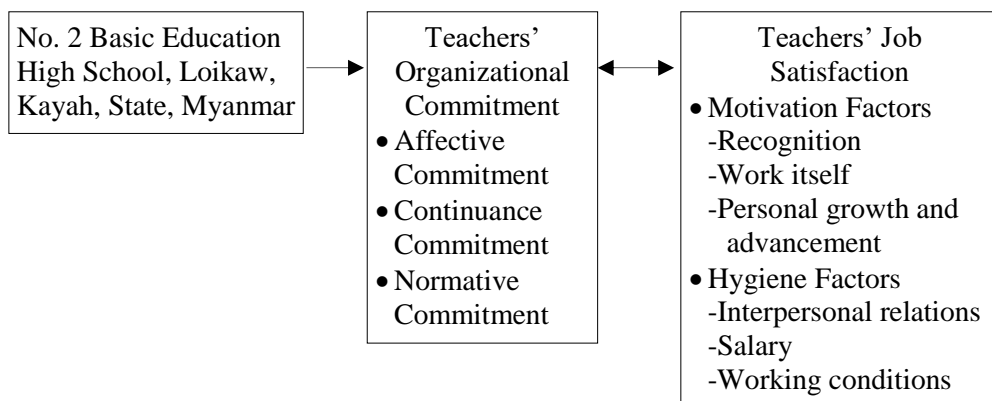 No. 2 Basic Education
High School, Loikaw,
Kayah, State, Myanmar
Teachers’
Organizational
Commitment
• Affective
Commitment
• Continuance
Commitment
• Normative
Commitment
Teachers’ Job
Satisfaction
• Motivation Factors
-Recognition
-Work itself
-Personal growth and
advancement
• Hygiene Factors
-Interpersonal relations
-Salary
-Working conditions